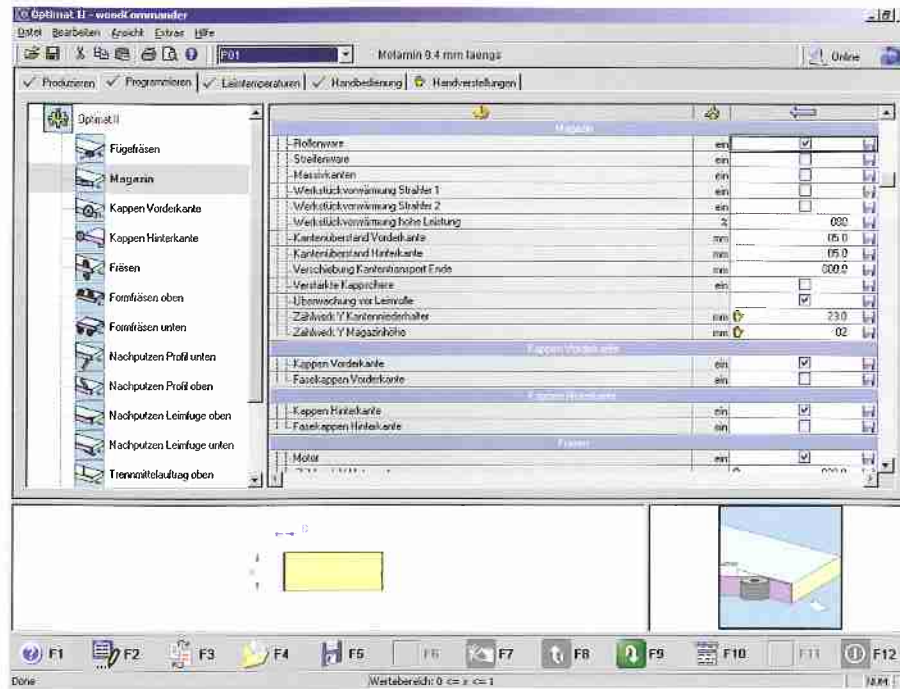 Optimat II - woodCommander
Datei Bearbeiten Ansicht Extras Hilfe
P01 Melamin 0.4 mm laengs Online
Produzieren Programmieren Leimtemperaturen Handbedienung Handverstellungen
Optimat II
Fügefräsen
Magazin
Kappen Vorderkante
Kappen Hinterkante
Fräsen
Formfräsen oben
Formfräsen unten
Nachputzen Profil unten
Nachputzen Profil oben
Nachputzen Leimfuge oben
Nachputzen Leimfuge unten
Trennmittelauftrag oben
Magazin
Rollenware ein
Streifenware ein
Massivkanten ein
Werkstückvorwärmung Strahler 1 ein
Werkstückvorwärmung Strahler 2 ein
Werkstückvorwärmung hohe Leistung % 080
Kantenüberstand Vorderkante mm 05.0
Kantenüberstand Hinterkante mm 05.0
Verschiebung Kantentransport Ende mm 000.0
Verstärkte Kappschere ein
Überwachung vor Leimrolle
Zählwerk Y Kantenniederhalter mm 23.0
Zählwerk Y Magazinhöhe mm 02
Kappen Vorderkante
Kappen Vorderkante ein
Fasekappen Vorderkante ein
Kappen Hinterkante
Kappen Hinterkante ein
Fasekappen Hinterkante ein
Fräsen
Motor ein
F1 F2 F3 F4 F5 F6 F7 F8 F9 F10 F11 F12
Done Wertebereich: 0 <= x <= 1 NUM